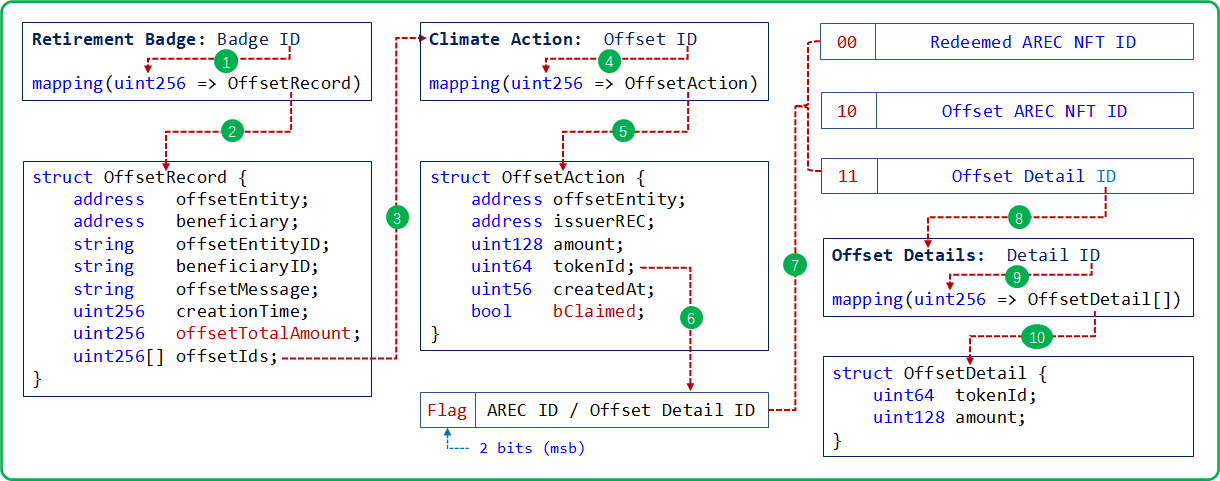 Retirement Badge: Badge ID
1
mapping(uint256 => OffsetRecord)
2
struct OffsetRecord {
address offsetEntity;
address beneficiary;
string offsetEntityID;
string beneficiaryID;
string offsetMessage;
uint256 creationTime;
uint256 offsetTotalAmount;
uint256[] offsetIds;
}
3
Climate Action: Offset ID
4
mapping(uint256 => OffsetAction)
5
struct OffsetAction {
address offsetEntity;
address issuerREC;
uint128 amount;
uint64 tokenId;
uint56 createdAt;
bool bClaimed;
}
6
Flag AREC ID / Offset Detail ID
2 bits (msb)
7
00 Redeemed AREC NFT ID
10 Offset AREC NFT ID
11 Offset Detail ID
8
Offset Details: Detail ID
9
mapping(uint256 => OffsetDetail[])
10
struct OffsetDetail {
uint64 tokenId;
uint128 amount;
}